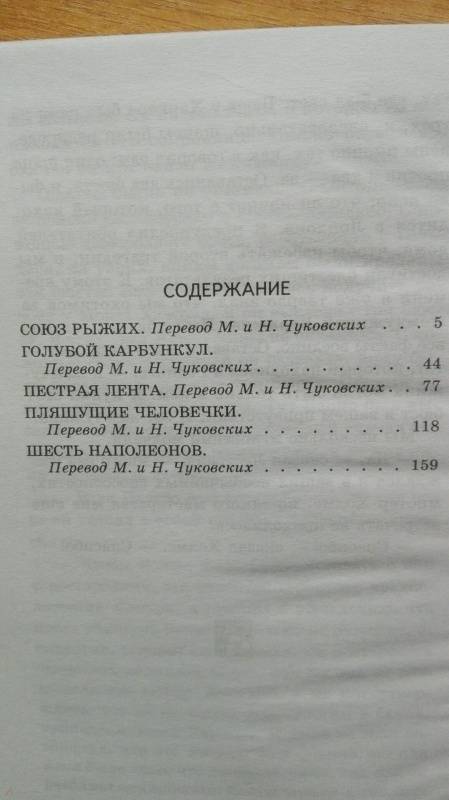 СОДЕРЖАНИЕ
СОЮЗ РЫЖИХ. Перевод М. и Н. Чуковских . . . 5
ГОЛУБОЙ КАРБУНКУЛ.
Перевод М. и Н. Чуковских . . . . . . . . . . 44
ПЕСТРАЯ ЛЕНТА. Перевод М. и Н. Чуковских . . 77
ПЛЯШУЩИЕ ЧЕЛОВЕЧКИ.
Перевод М. и Н. Чуковских . . . . . . . . . 118
ШЕСТЬ НАПОЛЕОНОВ.
Перевод М. и Н. Чуковских . . . . . . . . . 159